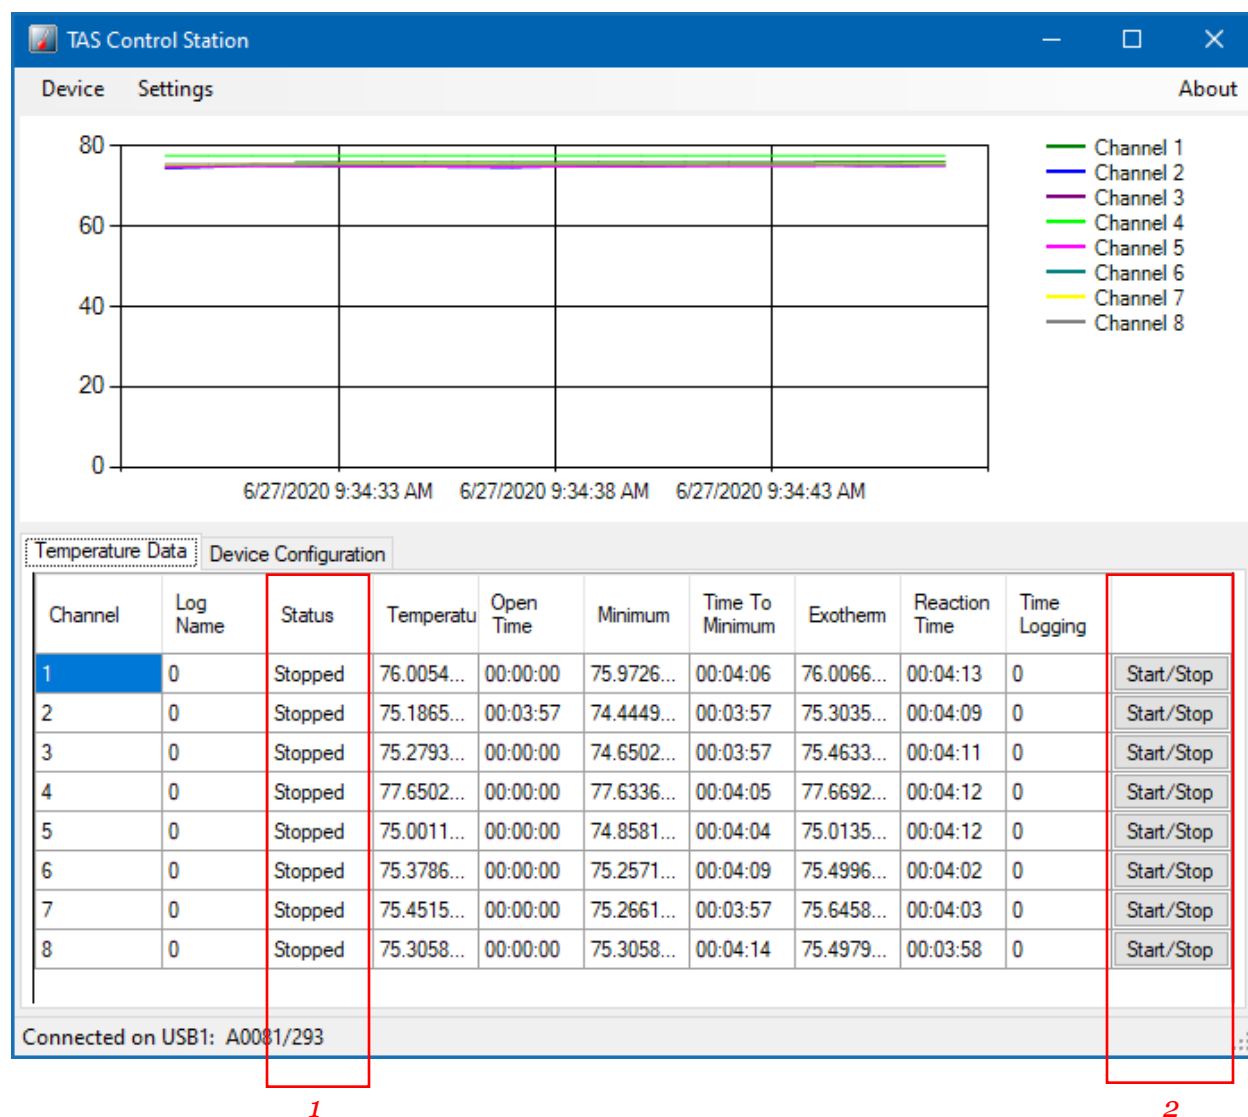 TAS Control Station
Device Settings About
80
60
40
20
0
6/27/2020 9:34:33 AM 6/27/2020 9:34:38 AM 6/27/2020 9:34:43 AM
Channel 1
Channel 2
Channel 3
Channel 4
Channel 5
Channel 6
Channel 7
Channel 8
Temperature Data Device Configuration
Channel Log Name Status Temperatu Open Time Minimum Time To Minimum Exotherm Reaction Time Time Logging
1 0 Stopped 76.0054... 00:00:00 75.9726... 00:04:06 76.0066... 00:04:13 0 Start/Stop
2 0 Stopped 75.1865... 00:03:57 74.4449... 00:03:57 75.3035... 00:04:09 0 Start/Stop
3 0 Stopped 75.2793... 00:00:00 74.6502... 00:03:57 75.4633... 00:04:11 0 Start/Stop
4 0 Stopped 77.6502... 00:00:00 77.6336... 00:04:05 77.6692... 00:04:12 0 Start/Stop
5 0 Stopped 75.0011... 00:00:00 74.8581... 00:04:04 75.0135... 00:04:12 0 Start/Stop
6 0 Stopped 75.3786... 00:00:00 75.2571... 00:04:09 75.4996... 00:04:02 0 Start/Stop
7 0 Stopped 75.4515... 00:00:00 75.2661... 00:03:57 75.6458... 00:04:03 0 Start/Stop
8 0 Stopped 75.3058... 00:00:00 75.3058... 00:04:14 75.4979... 00:03:58 0 Start/Stop
Connected on USB1: A0081/293
1 2